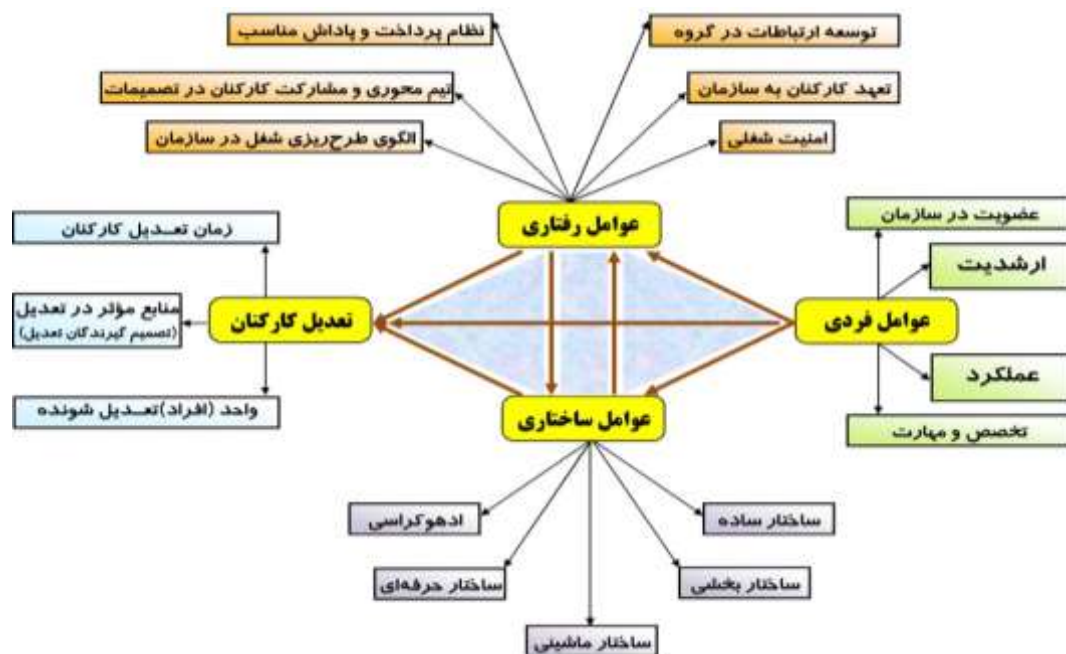 توسعه ارتباطات در گروه
نظام پرداخت و پاداش مناسب
تعهد کارکنان به سازمان
تیم محوری و مشارکت کارکنان در تصمیمات
امنیت شغلی
الگوی طرح‌ریزی شغل در سازمان
عوامل رفتاری
عضویت در سازمان
ارشدیت
زمان تعدیل کارکنان
عوامل فردی
تعدیل کارکنان
منابع مؤثر در تعدیل
(تصمیم گیرندگان تعدیل)
عملکرد
تخصص و مهارت
واحد (افراد)تعدیل شونده
عوامل ساختاری
ساختار ساده
ادهوکراسی
ساختار بخشی
ساختار حرفه‌ای
ساختار ماشینی